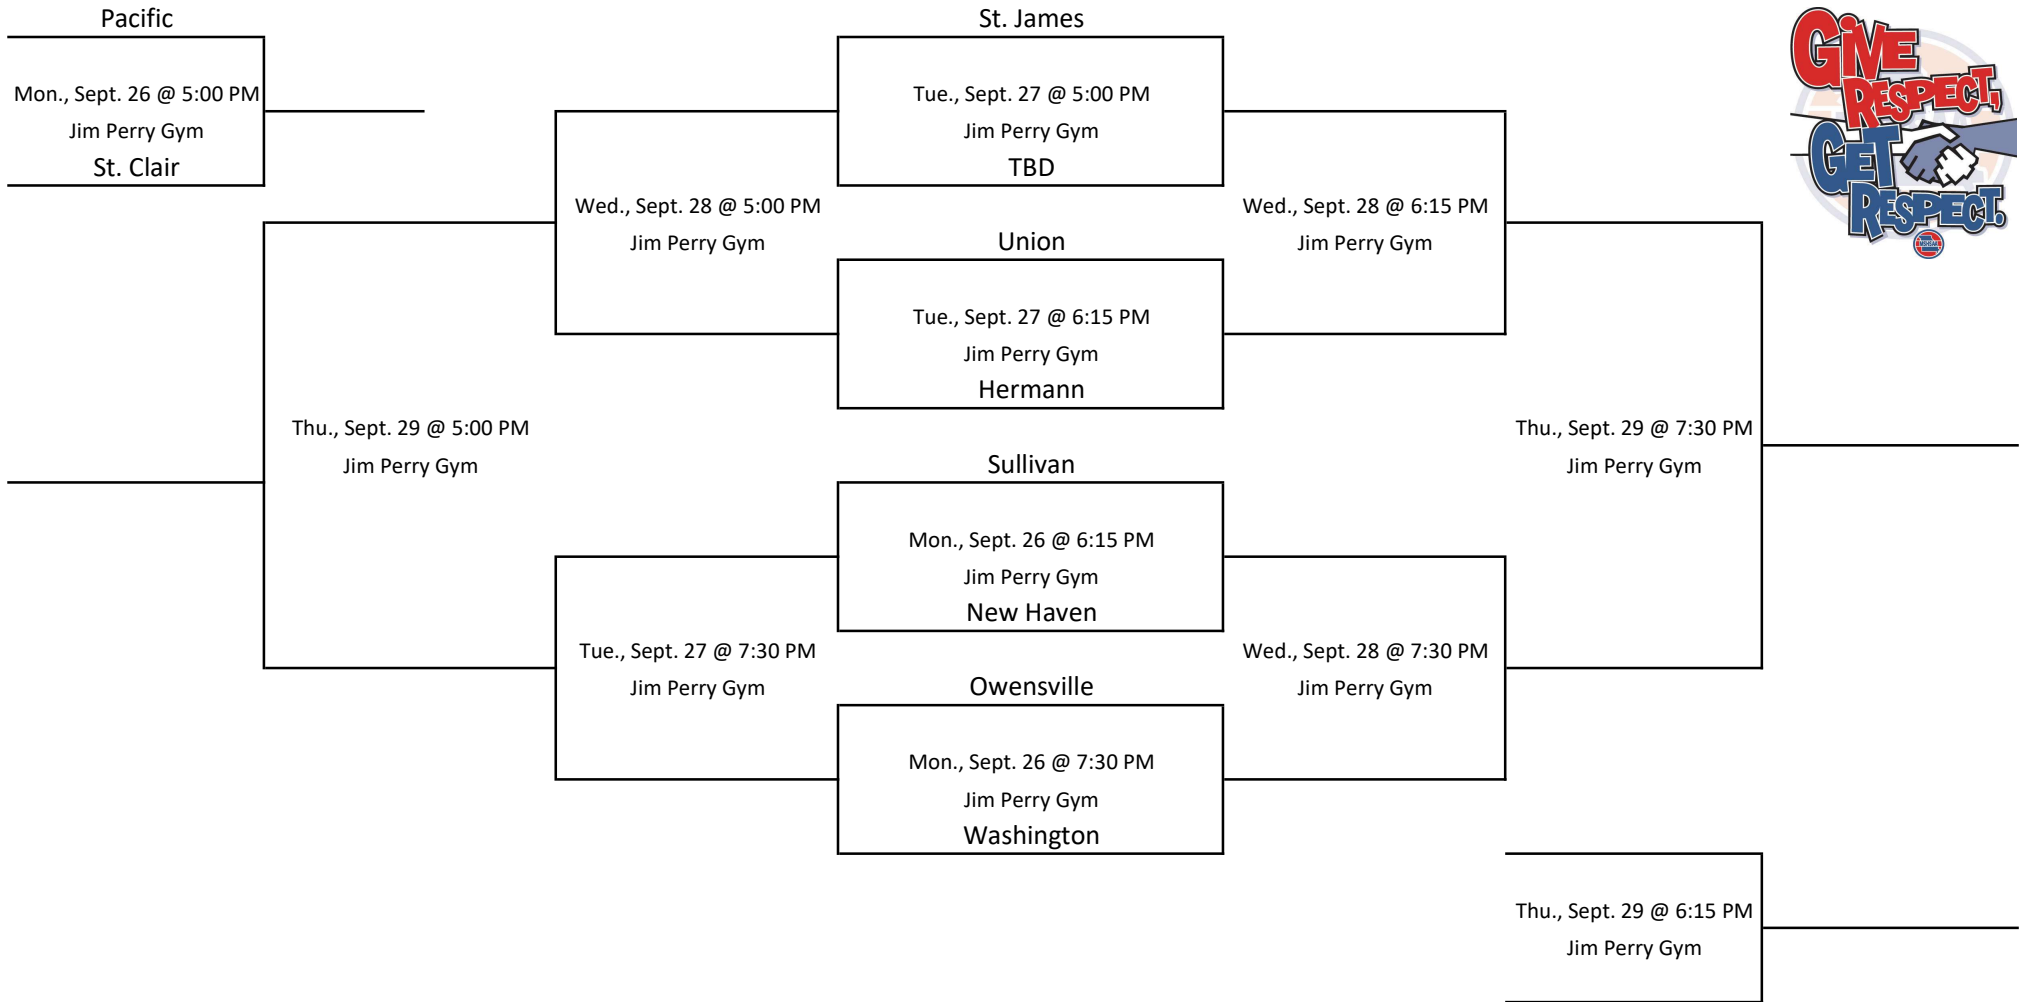 Pacific
Mon., Sept. 26 @ 5:00 PM
Jim Perry Gym
St. Clair
St. James
Tue., Sept. 27 @ 5:00 PM
Jim Perry Gym
TBD
GIVE
RESPECT,
GET
RESPECT.
MSHSAA
Wed., Sept. 28 @ 5:00 PM
Jim Perry Gym
Union
Tue., Sept. 27 @ 6:15 PM
Jim Perry Gym
Hermann
Wed., Sept. 28 @ 6:15 PM
Jim Perry Gym
Thu., Sept. 29 @ 5:00 PM
Jim Perry Gym
Sullivan
Mon., Sept. 26 @ 6:15 PM
Jim Perry Gym
New Haven
Thu., Sept. 29 @ 7:30 PM
Jim Perry Gym
Tue., Sept. 27 @ 7:30 PM
Jim Perry Gym
Owensville
Mon., Sept. 26 @ 7:30 PM
Jim Perry Gym
Washington
Wed., Sept. 28 @ 7:30 PM
Jim Perry Gym
Thu., Sept. 29 @ 6:15 PM
Jim Perry Gym